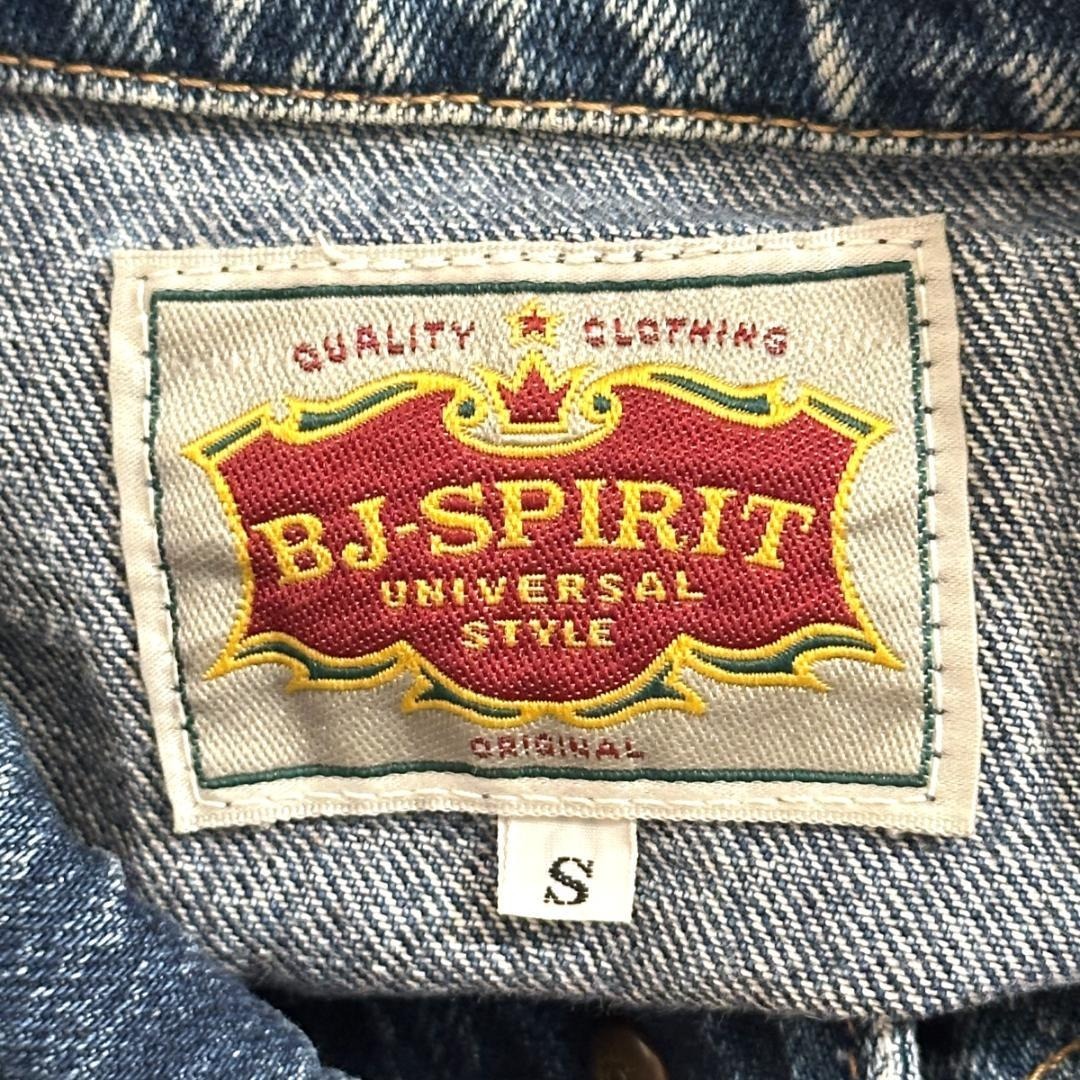 QUALITY CLOTHING
BJ-SPIRIT
UNIVERSAL
STYLE
ORIGINAL
S